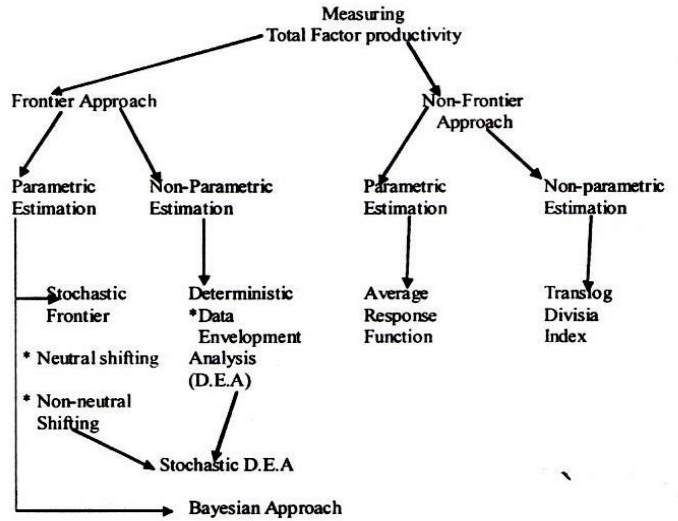 Measuring
Total Factor productivity
Frontier Approach
Non-Frontier
Approach
Parametric
Estimation
Non-Parametric
Estimation
Parametric
Estimation
Non-parametric
Estimation
Stochastic
Frontier
* Neutral shifting
* Non-neutral
Shifting
Deterministic
*Data
Envelopment
Analysis
(D.E.A)
Average
Response
Function
Translog
Divisia
Index
Stochastic D.E.A
Bayesian Approach